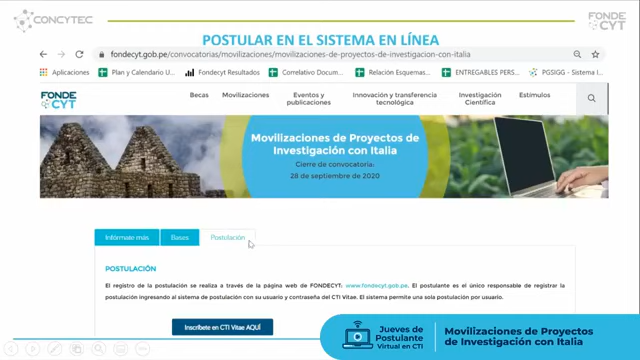 CONCYTEC
FONDE
CYT
POSTULAR EN EL SISTEMA EN LÍNEA
fondecyt.gob.pe/convocatorias/movilizaciones/movilizaciones-de-proyectos-de-investigacion-con-italia
Aplicaciones Plan y Calendario U... Fondecyt Resultados Correlativo Docum... Relación Esquemas... ENTREGABLES PERS... PGSIGG - Sistema I...
FONDE
CYT
Becas Movilizaciones Eventos y publicaciones Innovación y transferencia tecnológica Investigación Científica Estímulos
Movilizaciones de Proyectos de
Investigación con Italia
Cierre de convocatoria:
28 de septiembre de 2020
Infórmate más Bases Postulación
POSTULACIÓN
El registro de la postulación se realiza a través de la página web de FONDECYT: www.fondecyt.gob.pe. El postulante es el único responsable de registrar la
postulación ingresando al sistema de postulación con su usuario y contraseña del CTI Vitae. El sistema permite una sola postulación por usuario.
Inscríbete en CTI Vitae AQUÍ
Jueves de
Postulante
Virtual en CTI
Movilizaciones de Proyectos
de Investigación con Italia